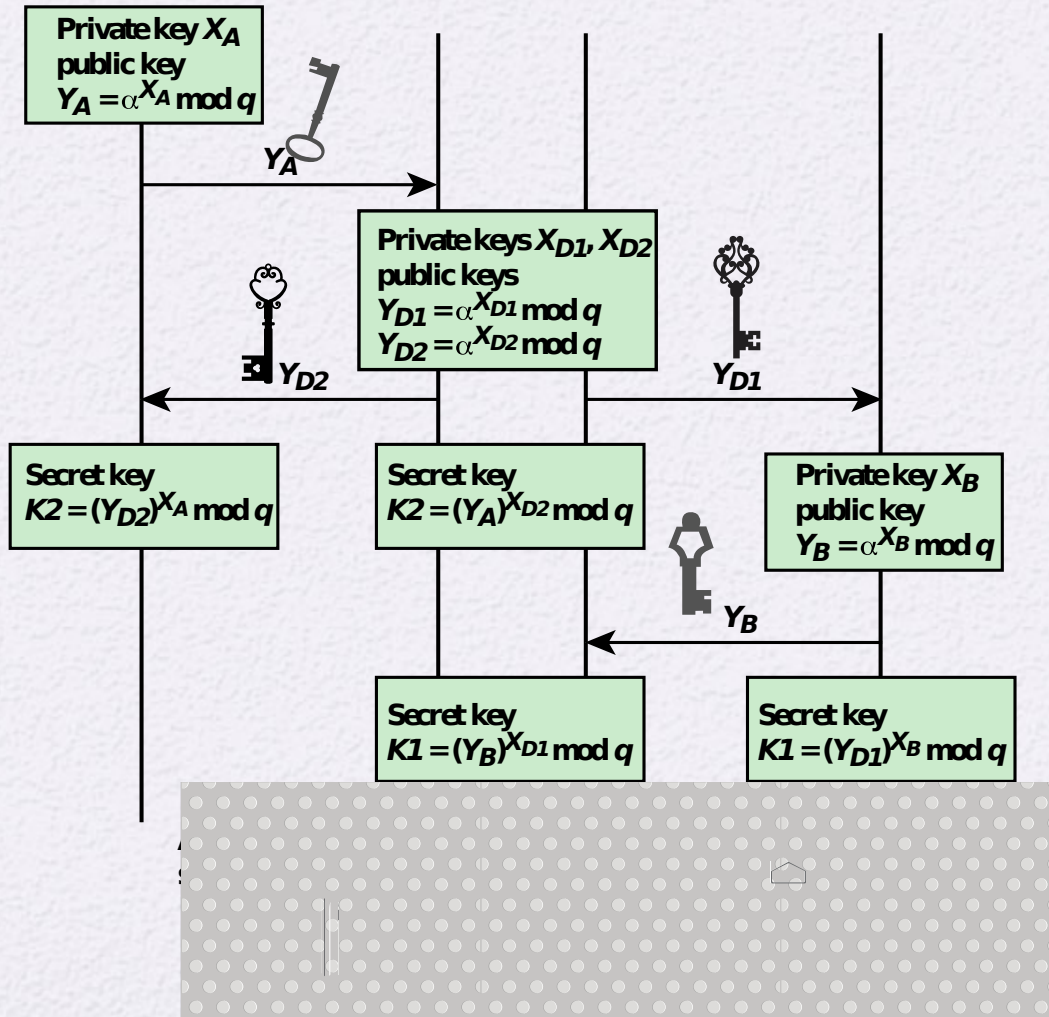 Private key X_A
public key
Y_A = α^X_A mod q
Y_A
Private keys X_D1, X_D2
public keys
Y_D1 = α^X_D1 mod q
Y_D2 = α^X_D2 mod q
Y_D2
Y_D1
Secret key
K2 = (Y_D2)^X_A mod q
Secret key
K2 = (Y_A)^X_D2 mod q
Private key X_B
public key
Y_B = α^X_B mod q
Y_B
Secret key
K1 = (Y_B)^X_D1 mod q
Secret key
K1 = (Y_D1)^X_B mod q